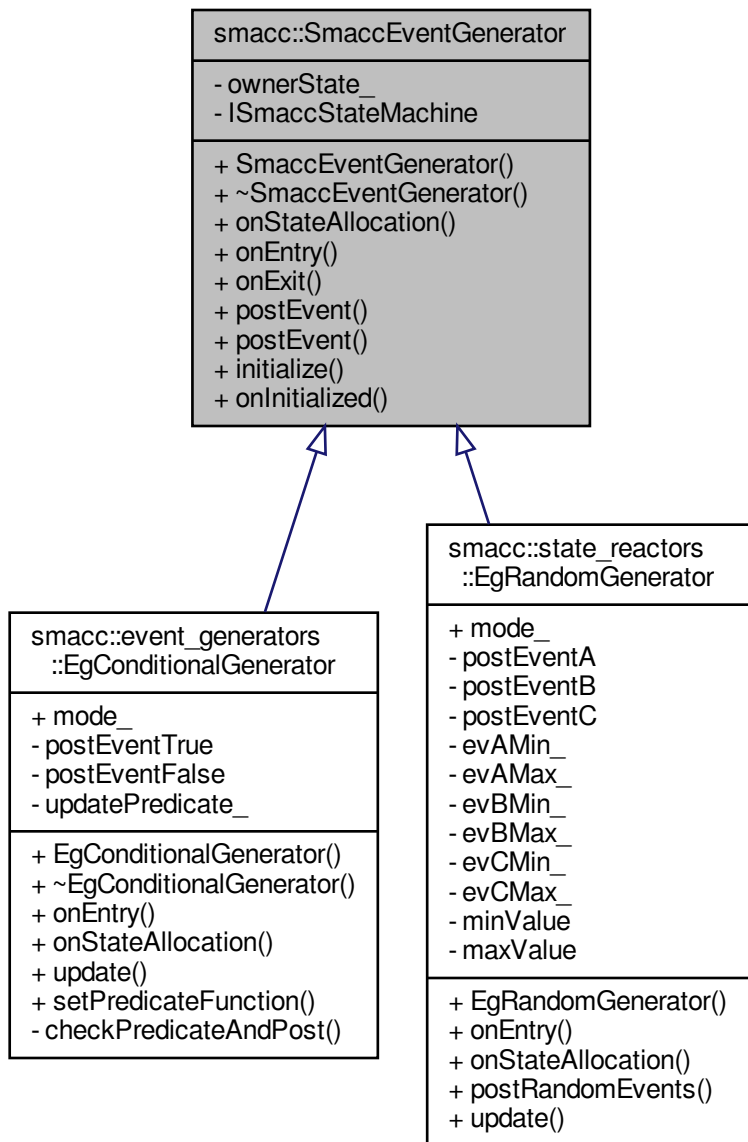 smacc::SmaccEventGenerator
- ownerState_
- ISmaccStateMachine
+ SmaccEventGenerator()
+ ~SmaccEventGenerator()
+ onStateAllocation()
+ onEntry()
+ onExit()
+ postEvent()
+ postEvent()
+ initialize()
+ onInitialized()
smacc::event_generators
::EgConditionalGenerator
+ mode_
- postEventTrue
- postEventFalse
- updatePredicate_
+ EgConditionalGenerator()
+ ~EgConditionalGenerator()
+ onEntry()
+ onStateAllocation()
+ update()
+ setPredicateFunction()
- checkPredicateAndPost()
smacc::state_reactors
::EgRandomGenerator
+ mode_
- postEventA
- postEventB
- postEventC
- evAMin_
- evAMax_
- evBMin_
- evBMax_
- evCMin_
- evCMax_
- minValue
- maxValue
+ EgRandomGenerator()
+ onEntry()
+ onStateAllocation()
+ postRandomEvents()
+ update()